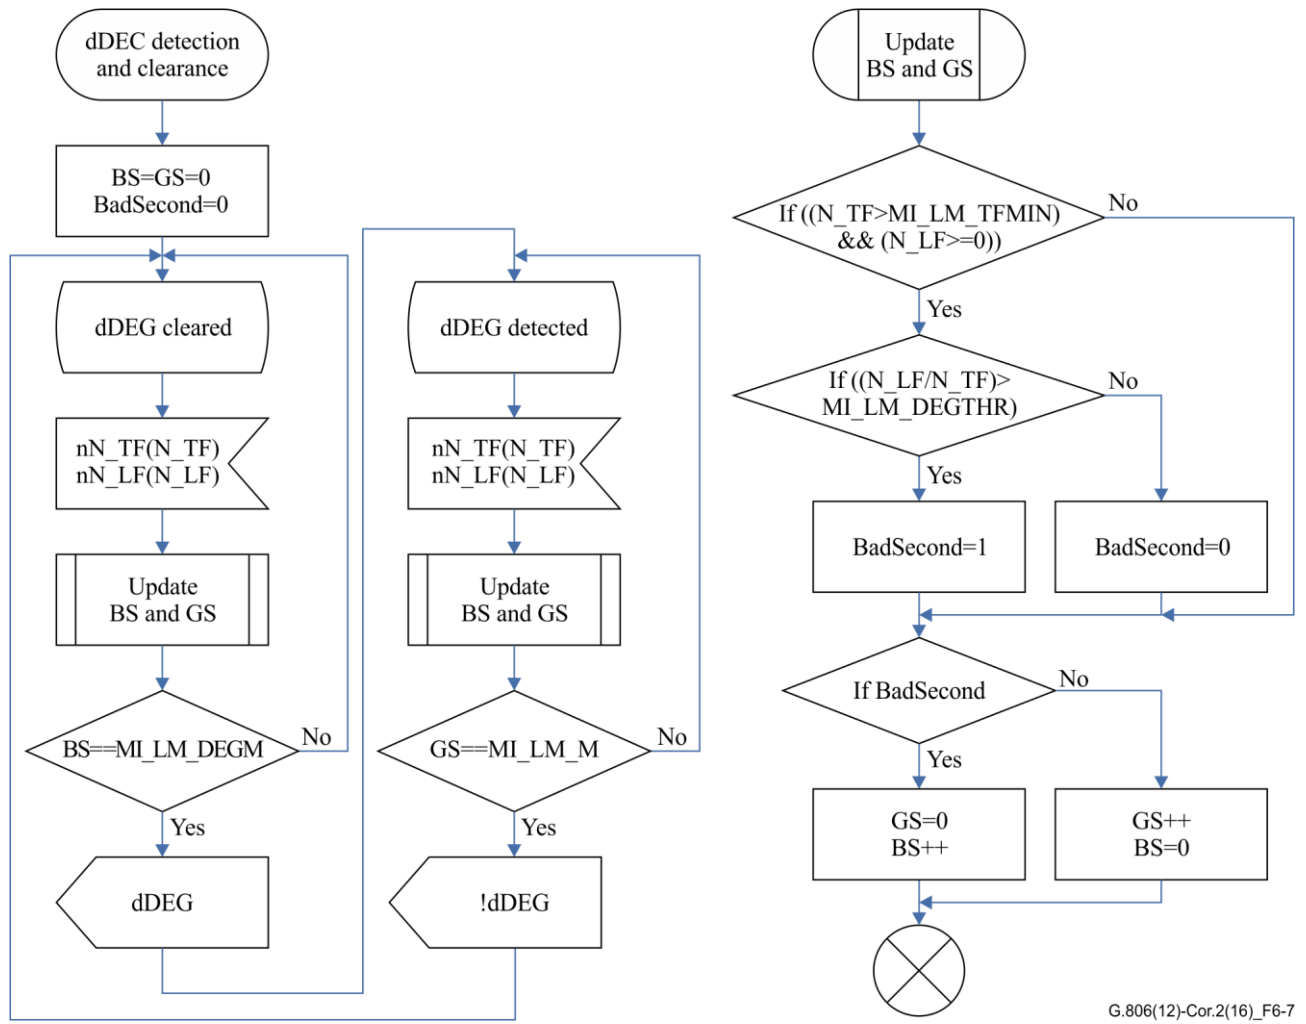 dDEC detection
and clearance
BS=GS=0
BadSecond=0
dDEG cleared
nN_TF(N_TF)
nN_LF(N_LF)
Update
BS and GS
BS==MI_LM_DEGM
No
Yes
dDEG
dDEG detected
nN_TF(N_TF)
nN_LF(N_LF)
Update
BS and GS
GS==MI_LM_M
No
Yes
!dDEG
Update
BS and GS
If ((N_TF>MI_LM_TFMIN)
&& (N_LF>=0))
No
Yes
If ((N_LF/N_TF)>
MI_LM_DEGTHR)
No
Yes
BadSecond=1
BadSecond=0
If BadSecond
No
Yes
GS=0
BS++
GS++
BS=0
G.806(12)-Cor.2(16)_F6-7